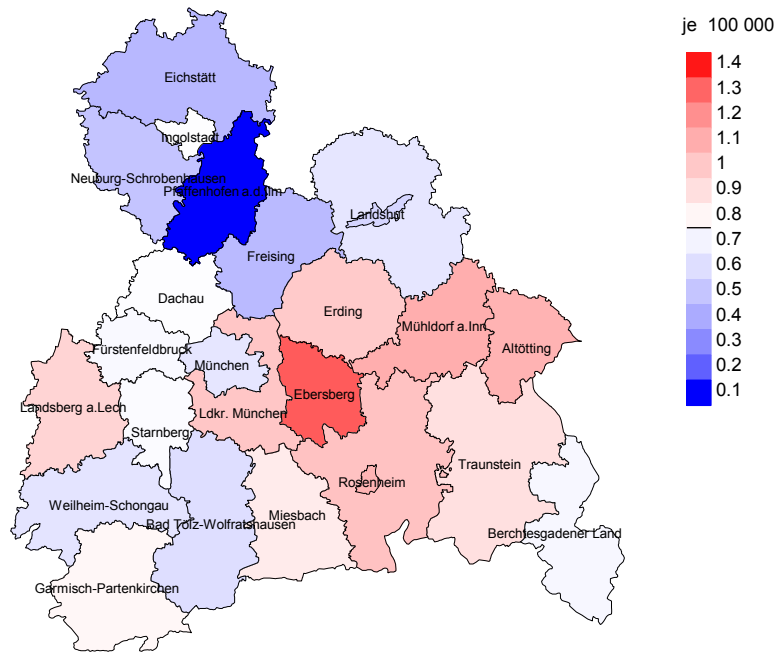 je 100 000
1.4
1.3
1.2
1.1
1
0.9
0.8
0.7
0.6
0.5
0.4
0.3
0.2
0.1
Eichstätt
Ingolstadt
Neuburg-Schrobenhausen
Pfaffenhofen a.d.Ilm
Landshut
Freising
Dachau
Erding
Mühldorf a.Inn
Altötting
Fürstenfeldbruck
München
Ebersberg
Landsberg a.Lech
Ldkr. München
Starnberg
Traunstein
Rosenheim
Weilheim-Schongau
Miesbach
Bad Tölz-Wolfratshausen
Berchtesgadener Land
Garmisch-Partenkirchen